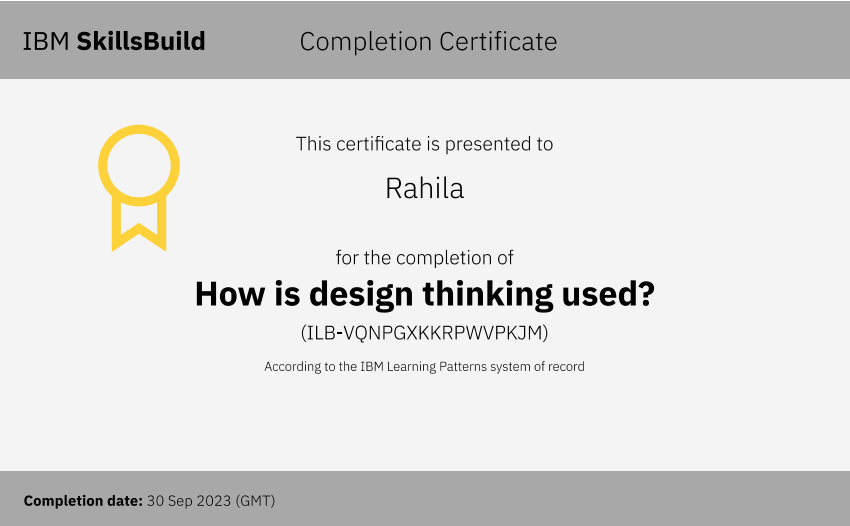 IBM SkillsBuild
Completion Certificate
This certificate is presented to
Rahila
for the completion of
How is design thinking used?
(ILB-VQNPGXKKRPWVPKJM)
According to the IBM Learning Patterns system of record
Completion date: 30 Sep 2023 (GMT)